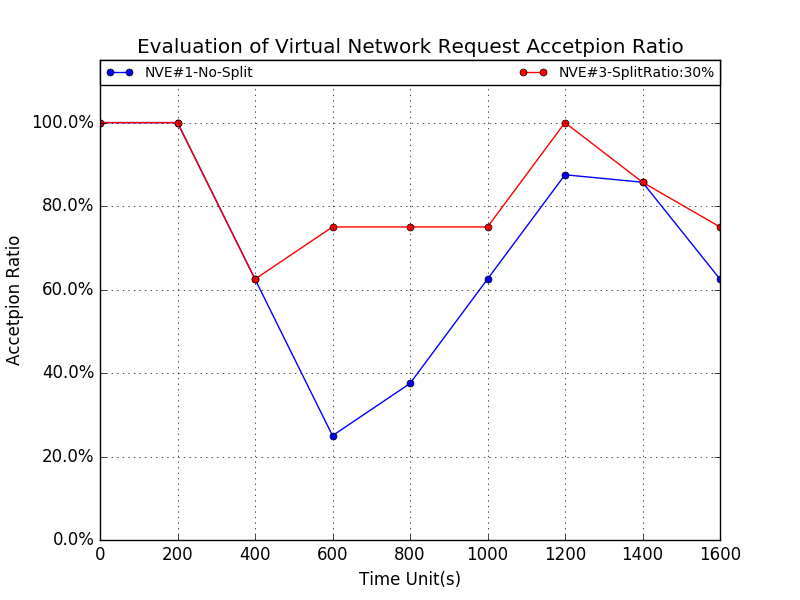 Evaluation of Virtual Network Request Accetpion Ratio
NVE#1-No-Split
NVE#3-SplitRatio:30%
100.0%
80.0%
60.0%
40.0%
20.0%
0.0%
Accetpion Ratio
0 200 400 600 800 1000 1200 1400 1600
Time Unit(s)